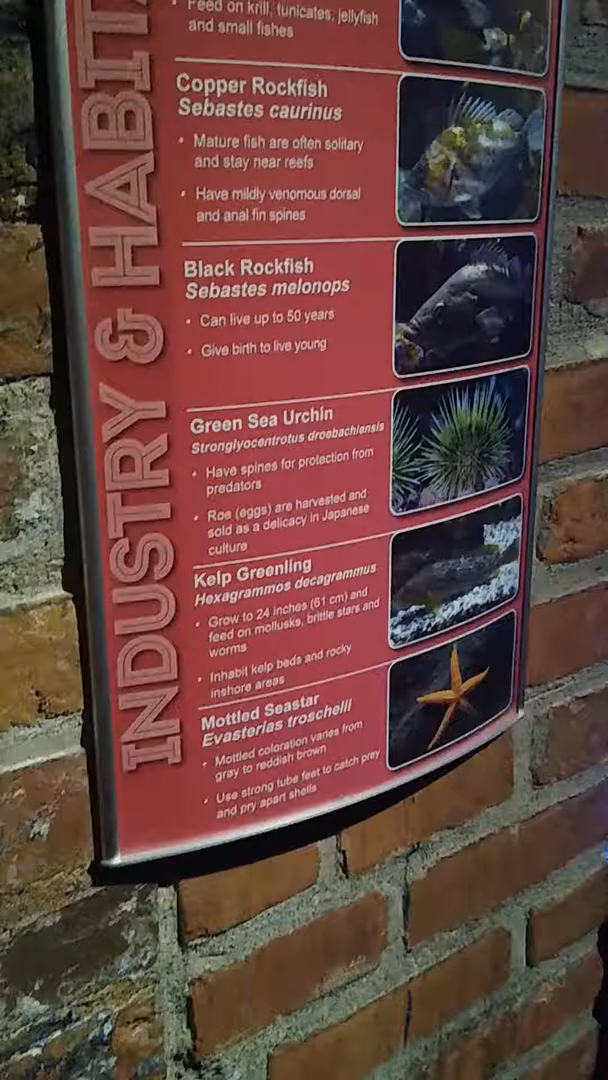 Feed on krill, tunicates, jellyfish
and small fishes
Copper Rockfish
Sebastes caurinus
• Mature fish are often solitary
and stay near reefs
• Have mildly venomous dorsal
and anal fin spines
Black Rockfish
Sebastes melonops
• Can live up to 50 years
• Give birth to live young
Green Sea Urchin
Stronglyocentrotus droebachiensis
• Have spines for protection from
predators
• Roe (eggs) are harvested and
sold as a delicacy in Japanese
culture
Kelp Greenling
Hexagrammos decagrammus
• Grow to 24 inches (61 cm) and
feed on mollusks, brittle stars and
worms
• Inhabit kelp beds and rocky
inshore areas
Mottled Seastar
Evasterias troschelii
• Mottled coloration varies from
gray to reddish brown
• Use strong tube feet to catch prey
and pry apart shells
INDUSTRY & HABIT